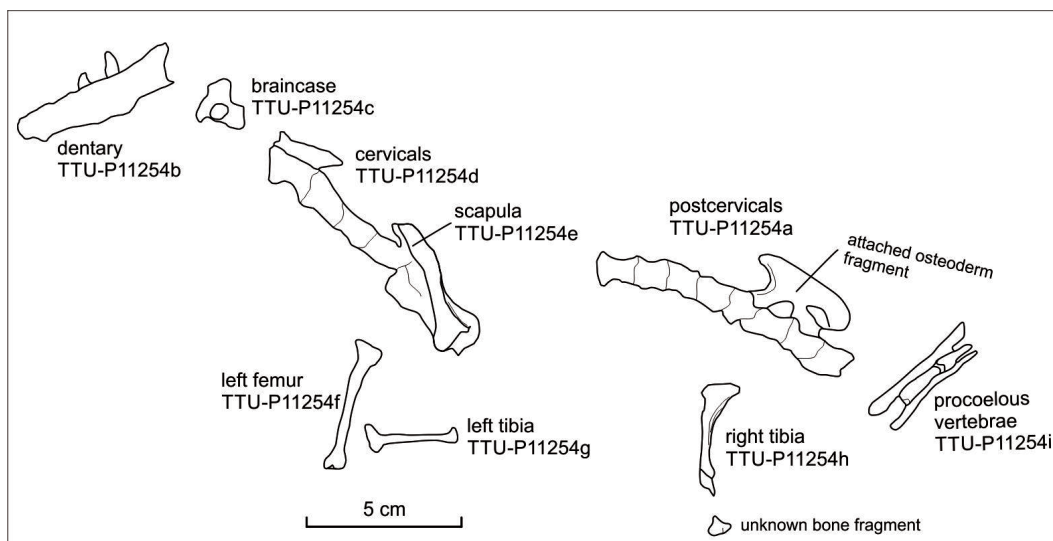 dentary
TTU-P11254b
braincase
TTU-P11254c
cervicals
TTU-P11254d
scapula
TTU-P11254e
postcervicals
TTU-P11254a
attached osteoderm
fragment
left femur
TTU-P11254f
left tibia
TTU-P11254g
right tibia
TTU-P11254h
procoelous
vertebrae
TTU-P11254i
5 cm
unknown bone fragment